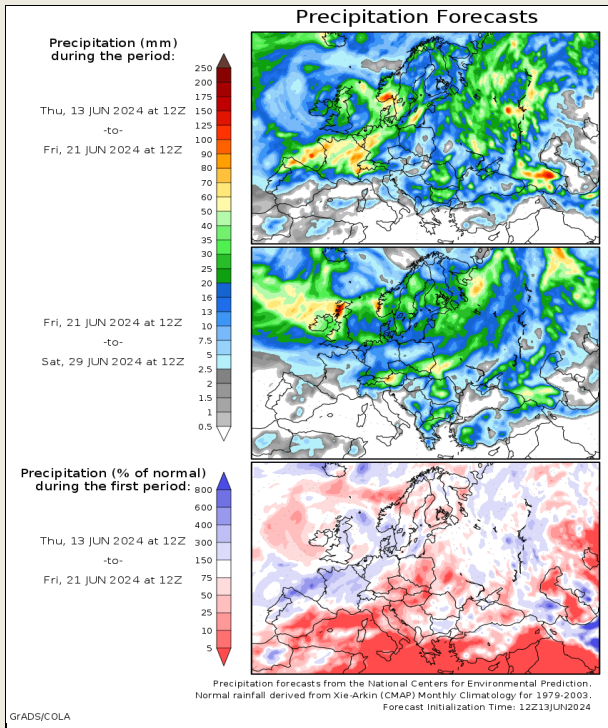 Precipitation Forecasts
Precipitation (mm)
during the period:
250
200
175
150
125
100
90
80
70
60
50
40
35
30
25
20
16
13
10
7.5
5
2.5
2
1.5
1
0.5
Thu, 13 JUN 2024 at 12Z
-to-
Fri, 21 JUN 2024 at 12Z
Fri, 21 JUN 2024 at 12Z
-to-
Sat, 29 JUN 2024 at 12Z
Precipitation (% of normal)
during the first period:
800
600
400
300
150
75
50
25
10
5
Thu, 13 JUN 2024 at 12Z
-to-
Fri, 21 JUN 2024 at 12Z
Precipitation forecasts from the National Centers for Environmental Prediction.
Normal rainfall derived from Xie-Arkin (CMAP) Monthly Climatology for 1979-2003.
Forecast Initialization Time: 12Z13JUN2024
GrADS/COLA